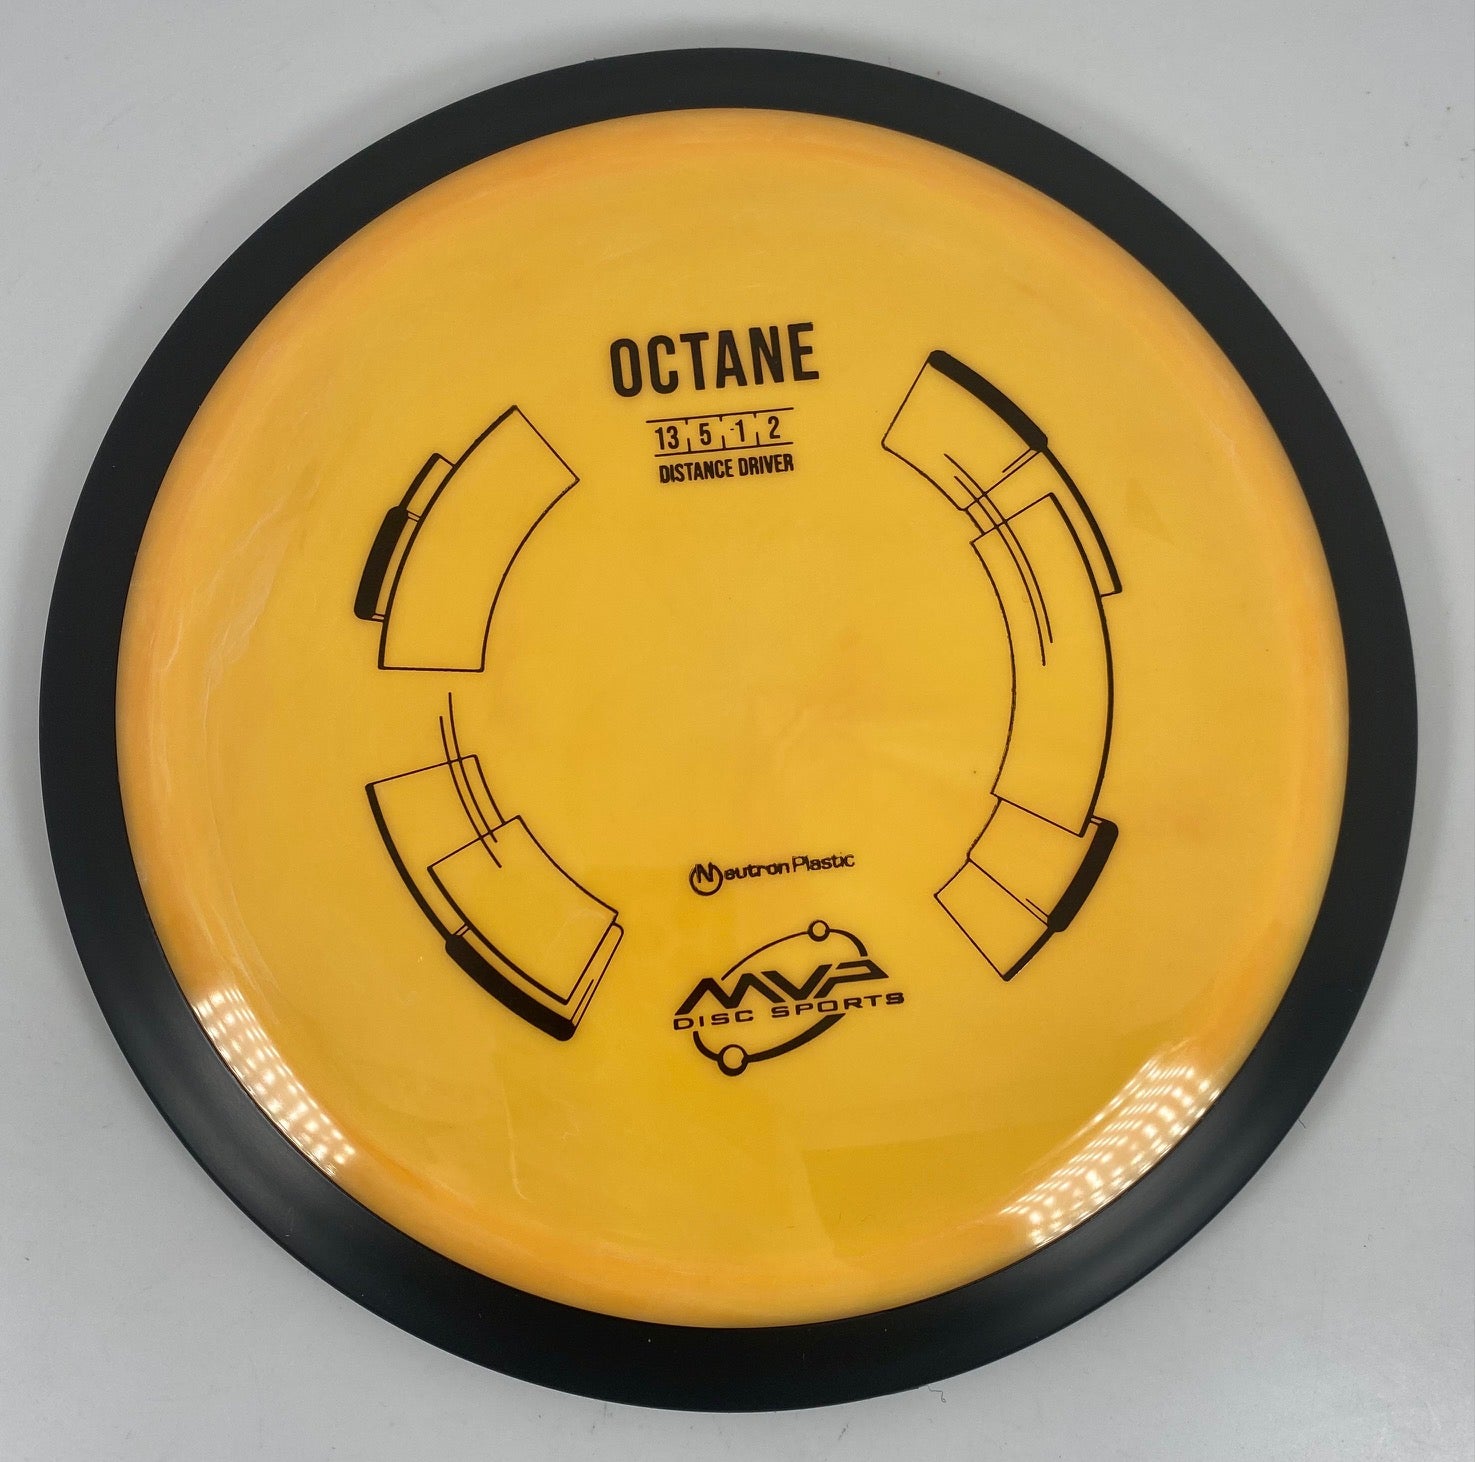 OCTANE
13 5 -1 2
DISTANCE DRIVER
Neutron Plastic
MVP
DISC SPORTS